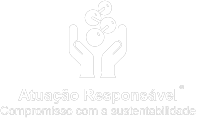 Atuação Responsável®
Compromisso com a sustentabilidade